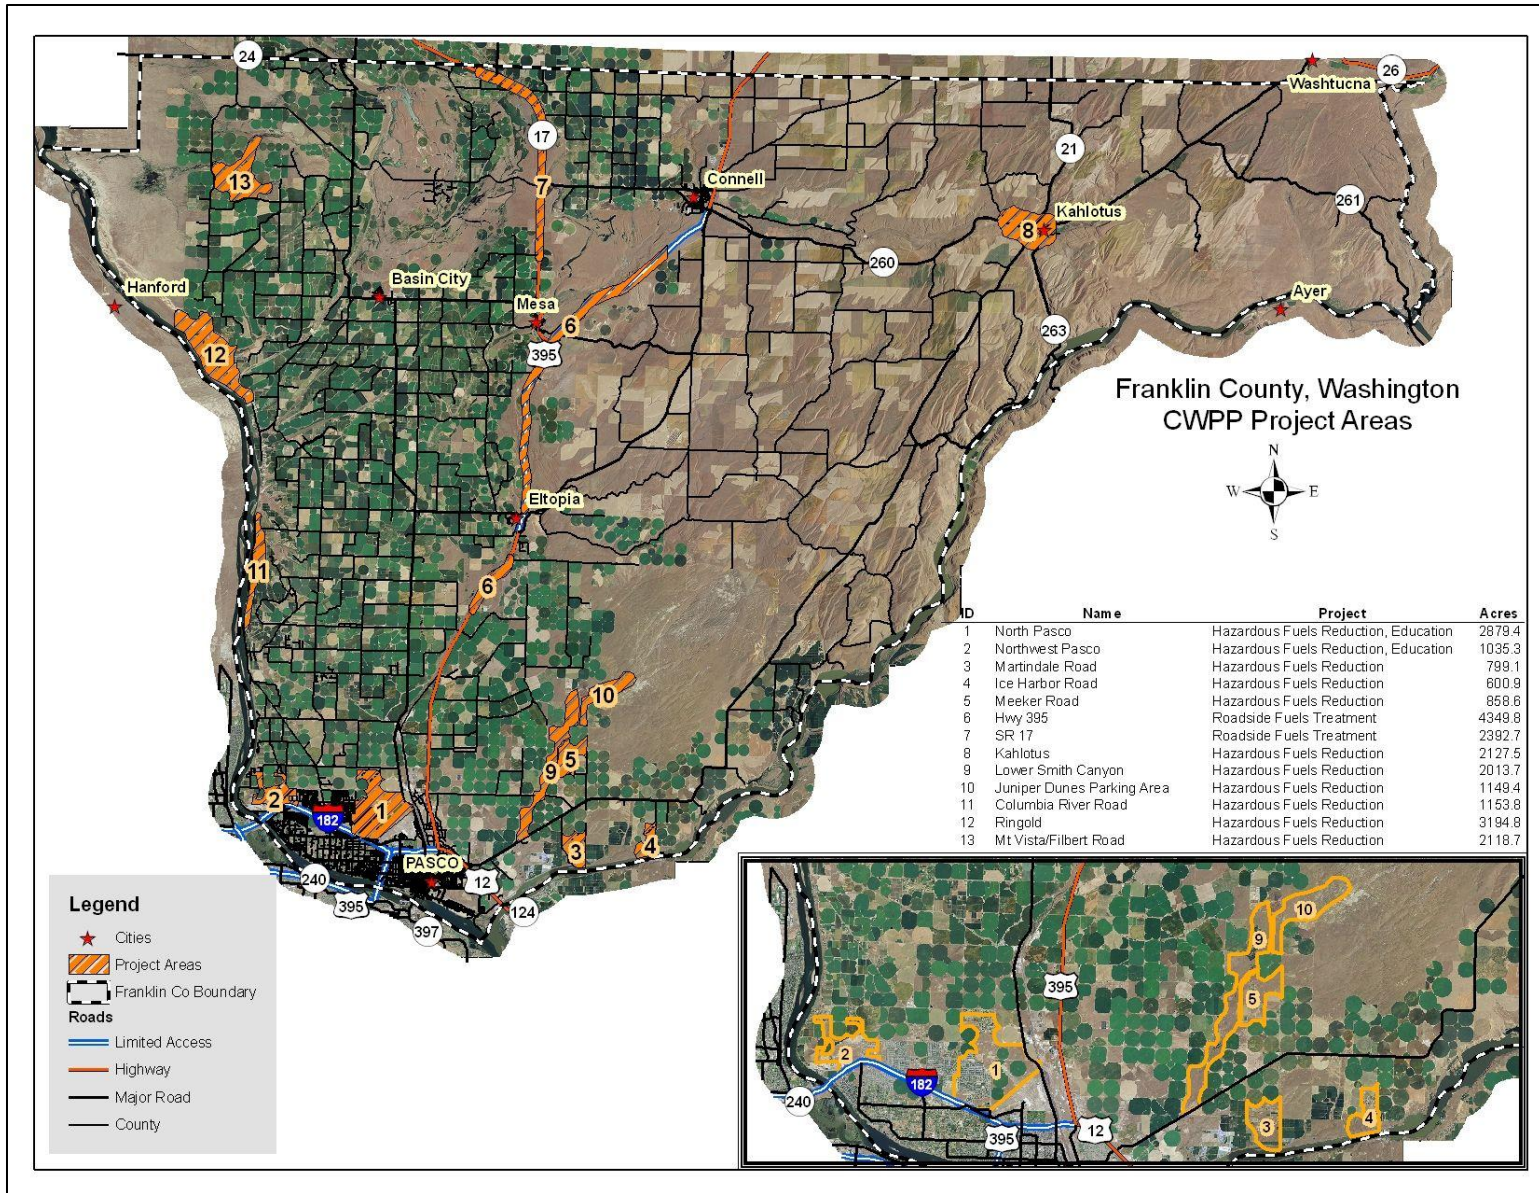 24
17
13
7
Connell
Washtucna
26
21
Kahlotus
8
261
260
Hanford
Basin City
Mesa
6
395
12
263
Ayer
Franklin County, Washington
CWPP Project Areas
N
W E
S
Eltopia
11
6
10
9 5
2
182
1
3
4
PASCO
240
395
12
397
124
ID Name Project Acres
1 North Pasco Hazardous Fuels Reduction, Education 2879.4
2 Northwest Pasco Hazardous Fuels Reduction, Education 1035.3
3 Martindale Road Hazardous Fuels Reduction 799.1
4 Ice Harbor Road Hazardous Fuels Reduction 600.9
5 Meeker Road Hazardous Fuels Reduction 858.6
6 Hwy 395 Roadside Fuels Treatment 4349.8
7 SR 17 Roadside Fuels Treatment 2392.7
8 Kahlotus Hazardous Fuels Reduction 2127.5
9 Lower Smith Canyon Hazardous Fuels Reduction 2013.7
10 Juniper Dunes Parking Area Hazardous Fuels Reduction 1149.4
11 Columbia River Road Hazardous Fuels Reduction 1153.8
12 Ringold Hazardous Fuels Reduction 3194.8
13 Mt Vista/Filbert Road Hazardous Fuels Reduction 2118.7
Legend
Cities
Project Areas
Franklin Co Boundary
Roads
Limited Access
Highway
Major Road
County
10
9
395
5
2
1
182
240
395
12
3
4